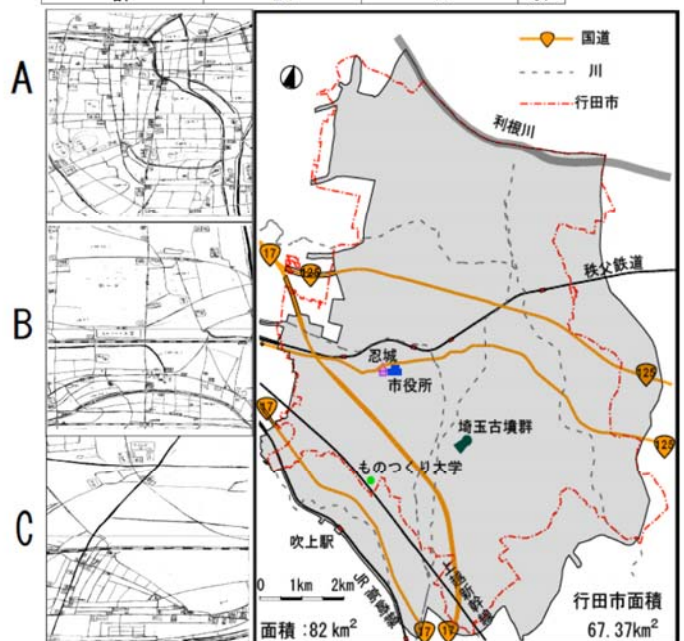 A
B
C
国道
川
行田市
利根川
17
125
秩父鉄道
忍城
市役所
125
17
埼玉古墳群
125
ものつくり大学
吹上駅
JR高崎線
上越新幹線
0 1km 2km
17
17
面積:82km²
行田市面積
67.37km²